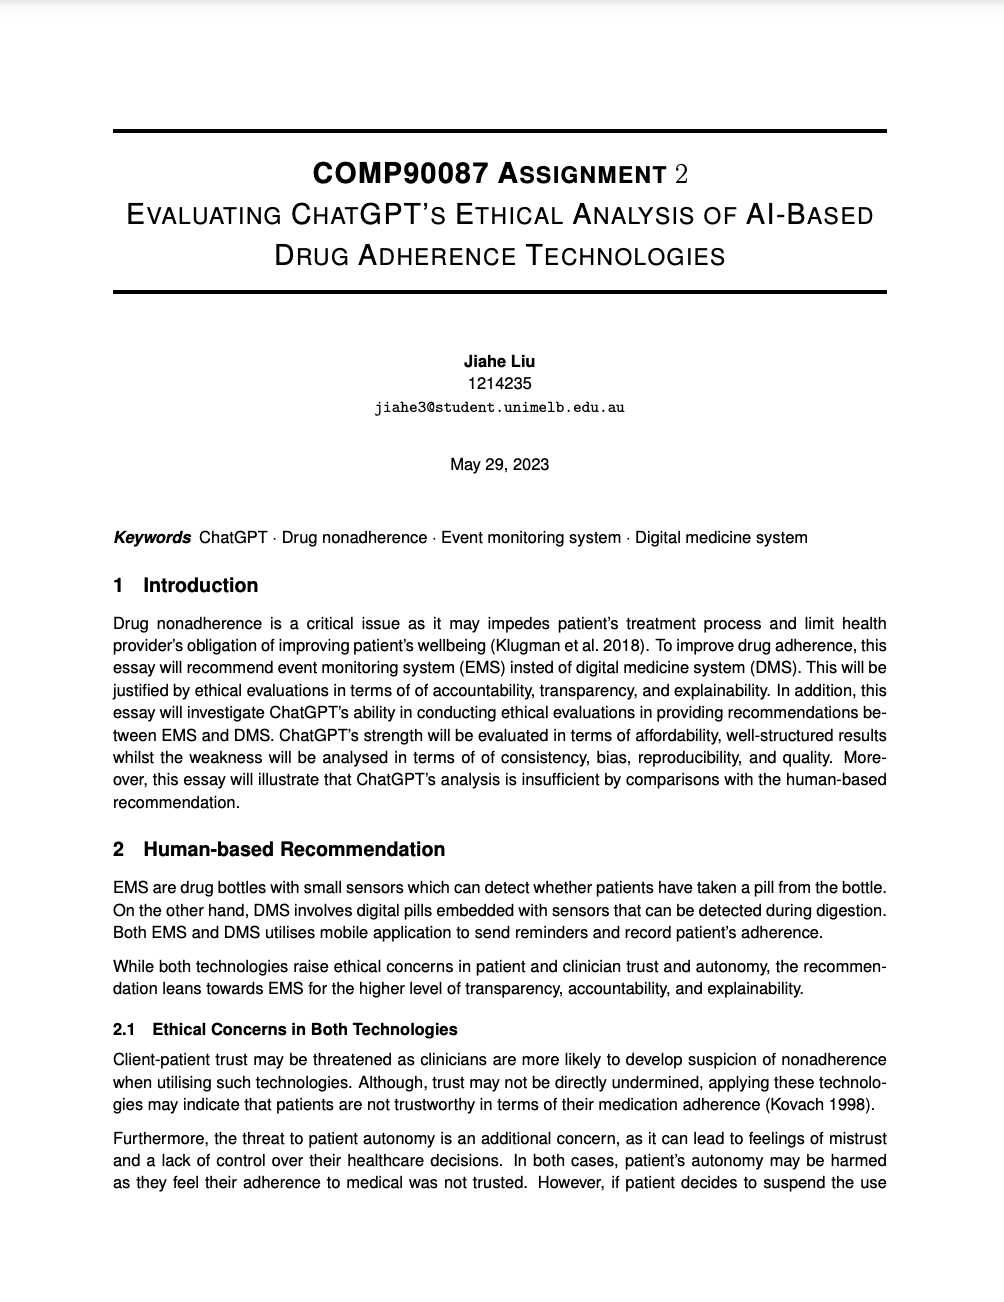 COMP90087 ASSIGNMENT 2
EVALUATING CHATGPT'S ETHICAL ANALYSIS OF AI-BASED
DRUG ADHERENCE TECHNOLOGIES
Jiahe Liu
1214235
jiahe3@student.unimelb.edu.au
May 29, 2023
Keywords ChatGPT · Drug nonadherence · Event monitoring system · Digital medicine system
1 Introduction
Drug nonadherence is a critical issue as it may impedes patient's treatment process and limit health
provider's obligation of improving patient's wellbeing (Klugman et al. 2018). To improve drug adherence, this
essay will recommend event monitoring system (EMS) insted of digital medicine system (DMS). This will be
justified by ethical evaluations in terms of of accountability, transparency, and explainability. In addition, this
essay will investigate ChatGPT's ability in conducting ethical evaluations in providing recommendations be-
tween EMS and DMS. ChatGPT's strength will be evaluated in terms of affordability, well-structured results
whilst the weakness will be analysed in terms of of consistency, bias, reproducibility, and quality. More-
over, this essay will illustrate that ChatGPT's analysis is insufficient by comparisons with the human-based
recommendation.
2 Human-based Recommendation
EMS are drug bottles with small sensors which can detect whether patients have taken a pill from the bottle.
On the other hand, DMS involves digital pills embedded with sensors that can be detected during digestion.
Both EMS and DMS utilises mobile application to send reminders and record patient's adherence.
While both technologies raise ethical concerns in patient and clinician trust and autonomy, the recommen-
dation leans towards EMS for the higher level of transparency, accountability, and explainability.
2.1 Ethical Concerns in Both Technologies
Client-patient trust may be threatened as clinicians are more likely to develop suspicion of nonadherence
when utilising such technologies. Although, trust may not be directly undermined, applying these technolo-
gies may indicate that patients are not trustworthy in terms of their medication adherence (Kovach 1998).
Furthermore, the threat to patient autonomy is an additional concern, as it can lead to feelings of mistrust
and a lack of control over their healthcare decisions. In both cases, patient's autonomy may be harmed
as they feel their adherence to medical was not trusted. However, if patient decides to suspend the use